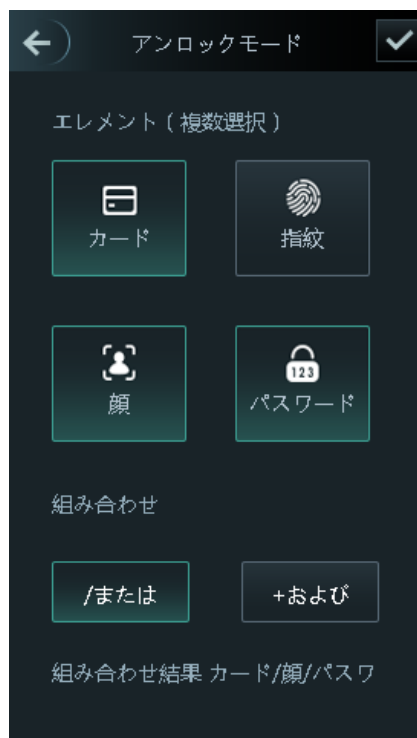 アンロックモード
エレメント ( 複数選択 )
カード 指紋
顔 123 パスワード
組み合わせ
/または +および
組み合わせ結果 カード/顔/パスワ